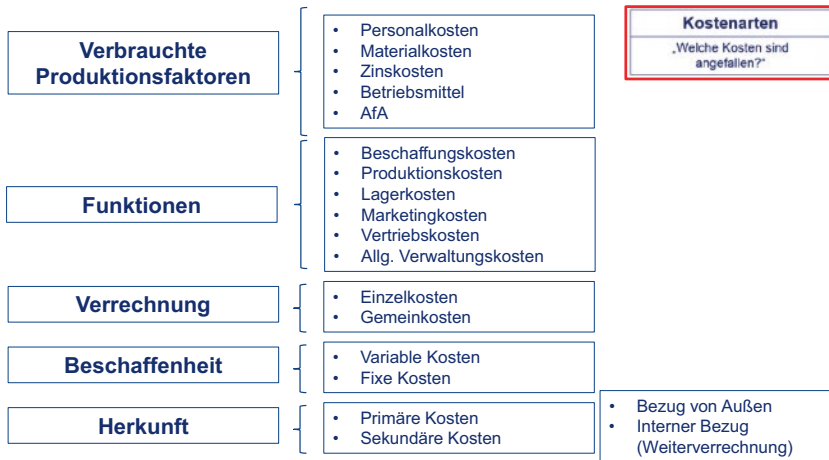 Kostenarten
„Welche Kosten sind
angefallen?“
Verbrauchte
Produktionsfaktoren
• Personalkosten
• Materialkosten
• Zinskosten
• Betriebsmittel
• AfA
Funktionen
• Beschaffungskosten
• Produktionskosten
• Lagerkosten
• Marketingkosten
• Vertriebskosten
• Allg. Verwaltungskosten
Verrechnung
• Einzelkosten
• Gemeinkosten
Beschaffenheit
• Variable Kosten
• Fixe Kosten
Herkunft
• Primäre Kosten
• Sekundäre Kosten
• Bezug von Außen
• Interner Bezug
(Weiterverrechnung)